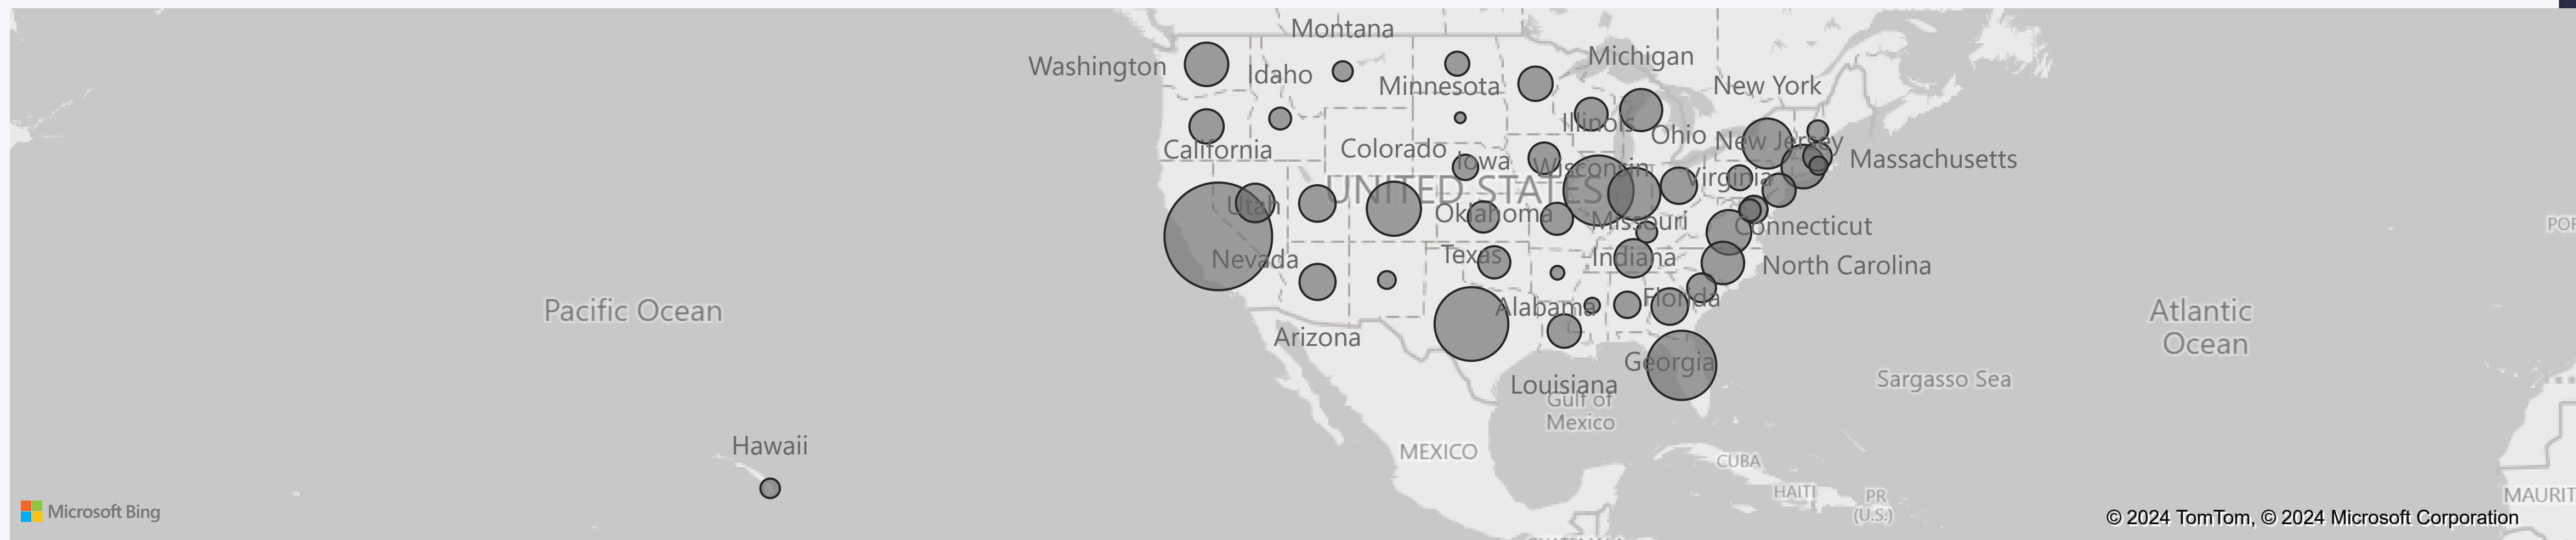 Montana
Washington
Michigan
Idaho
Minnesota
New York
Illinois
Ohio
New Jersey
California
Colorado
Iowa
Massachusetts
Wisconsin
Virginia
UNITED STATES
Utah
Oklahoma
Missouri
Connecticut
Nevada
Texas
Indiana
North Carolina
Pacific Ocean
Alabama
Florida
Atlantic
Ocean
Arizona
Georgia
Louisiana
Sargasso Sea
Gulf of
Mexico
Hawaii
MEXICO
CUBA
HAITI
PR
(U.S.)
MAURIT
POR
Microsoft Bing
© 2024 TomTom, © 2024 Microsoft Corporation